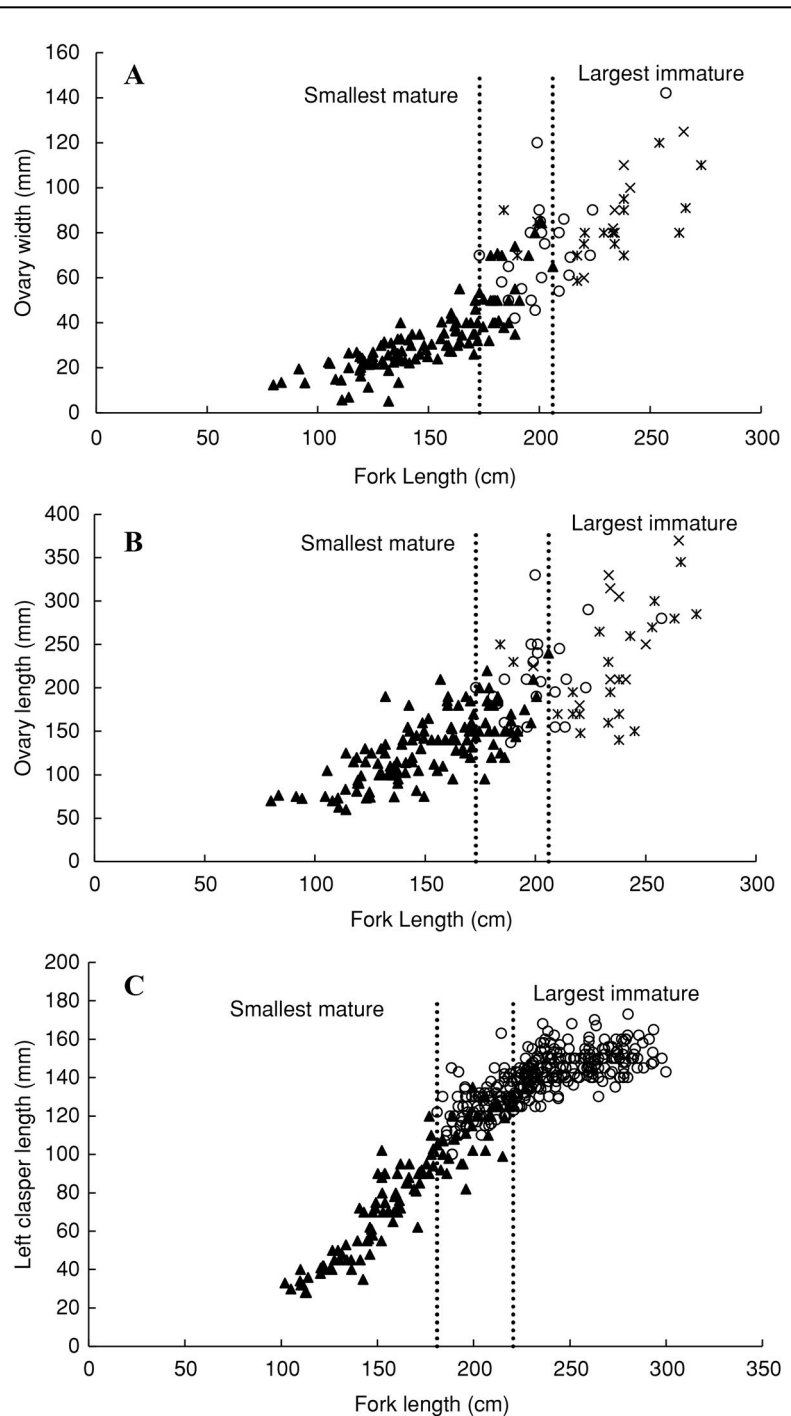 160
140
120
100
80
60
40
20
0
Ovary width (mm)
A
Smallest mature
Largest immature
0 50 100 150 200 250 300
Fork Length (cm)
400
350
300
250
200
150
100
50
0
Ovary length (mm)
B
Smallest mature
Largest immature
0 50 100 150 200 250 300
Fork Length (cm)
200
180
160
140
120
100
80
60
40
20
0
Left clasper length (mm)
C
Smallest mature
Largest immature
0 50 100 150 200 250 300 350
Fork length (cm)